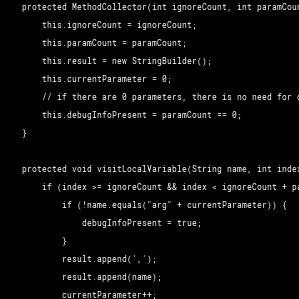 protected MethodCollector(int ignoreCount, int paramCoun
this.ignoreCount = ignoreCount;
this.paramCount = paramCount;
this.result = new StringBuilder();
this.currentParameter = 0;
// if there are 0 parameters, there is no need for
this.debugInfoPresent = paramCount == 0;
}
protected void visitLocalVariable(String name, int index
if (index >= ignoreCount && index < ignoreCount + pa
if (!name.equals("arg" + currentParameter)) {
debugInfoPresent = true;
}
result.append(',');
result.append(name);
currentParameter++;